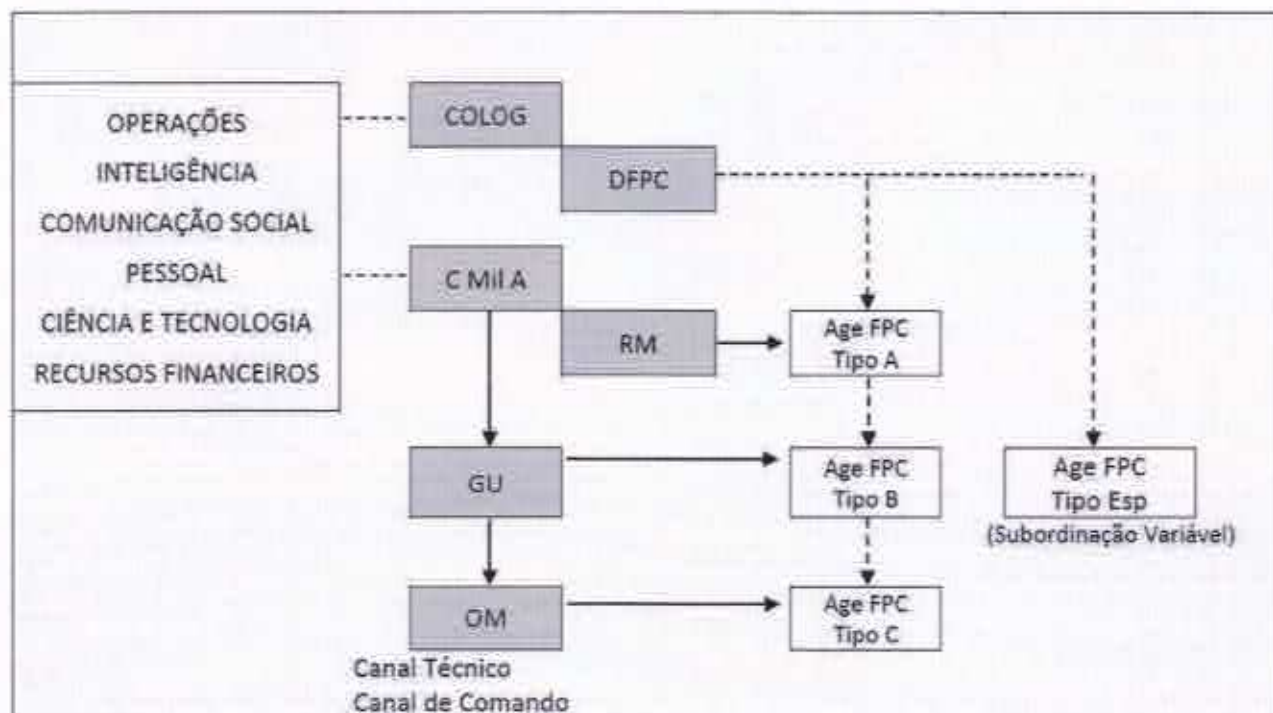 OPERAÇÕES
INTELIGÊNCIA
COMUNICAÇÃO SOCIAL
PESSOAL
CIÊNCIA E TECNOLOGIA
RECURSOS FINANCEIROS
COLOG
DFPC
C Mil A
RM
Age FPC
Tipo A
GU
Age FPC
Tipo B
Age FPC
Tipo Esp
(Subordinação Variável)
OM
Age FPC
Tipo C
Canal Técnico
Canal de Comando